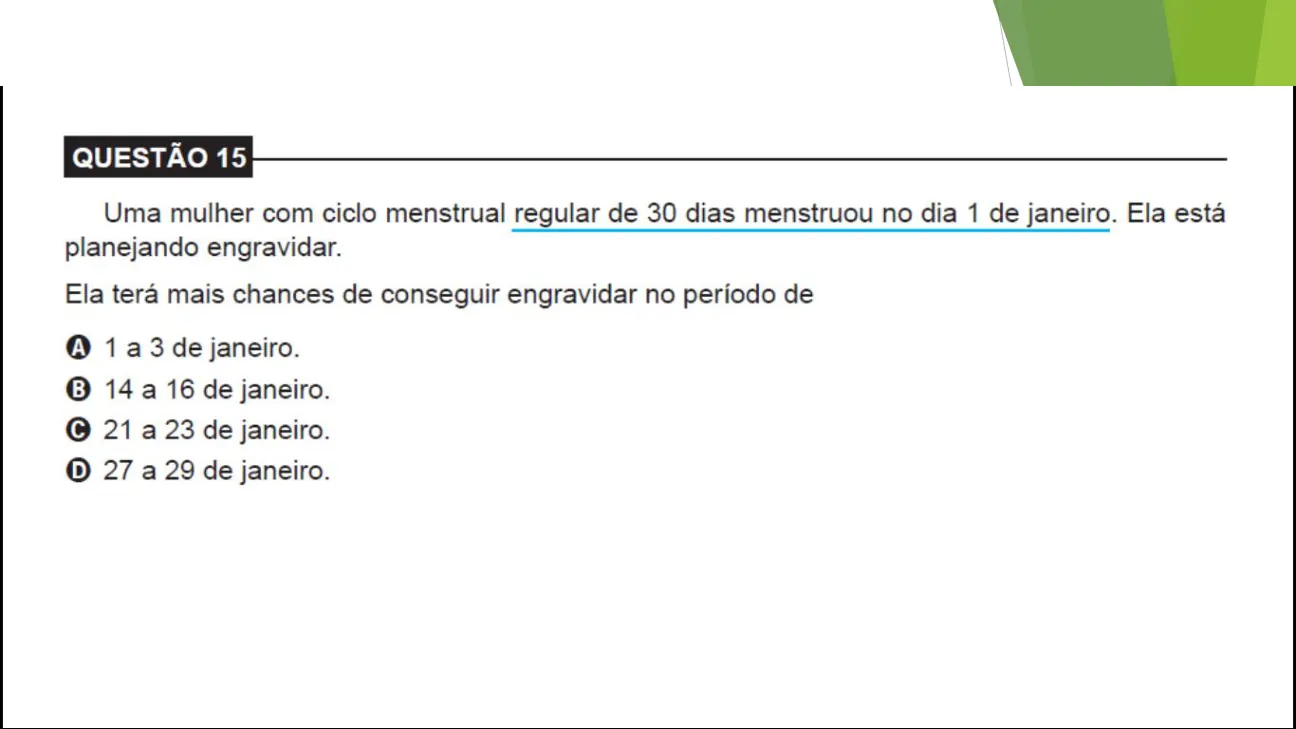 QUESTÃO 15
Uma mulher com ciclo menstrual regular de 30 dias menstruou no dia 1 de janeiro. Ela está
planejando engravidar.
Ela terá mais chances de conseguir engravidar no período de
A 1 a 3 de janeiro.
B 14 a 16 de janeiro.
C 21 a 23 de janeiro.
D 27 a 29 de janeiro.